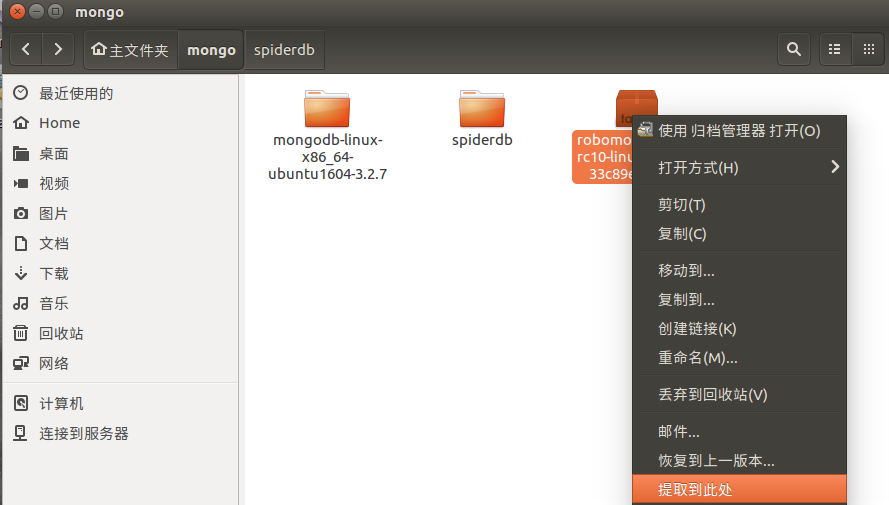 mongo
主文件夹
mongo
spiderdb
最近使用的
Home
桌面
视频
图片
文档
下载
音乐
回收站
网络
计算机
连接到服务器
mongodb-linux-
x86_64-
ubuntu1604-3.2.7
spiderdb
使用 归档管理器 打开(O)
打开方式(H)
剪切(T)
复制(C)
移动到...
复制到...
创建链接(K)
重命名(M)...
丢弃到回收站(V)
邮件...
恢复到上一版本...
提取到此处